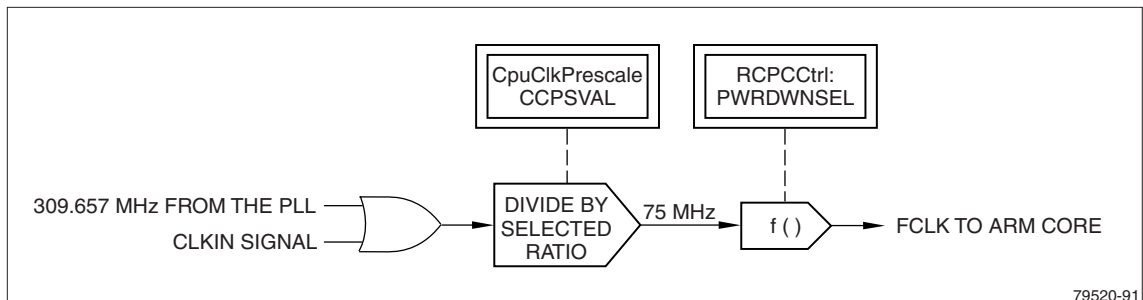 CpuClkPrescale
CCPSVAL
RCPCCtrl:
PWRDWNSEL
309.657 MHz FROM THE PLL
CLKIN SIGNAL
DIVIDE BY
SELECTED
RATIO
75 MHz
f ( )
FCLK TO ARM CORE
79520-91